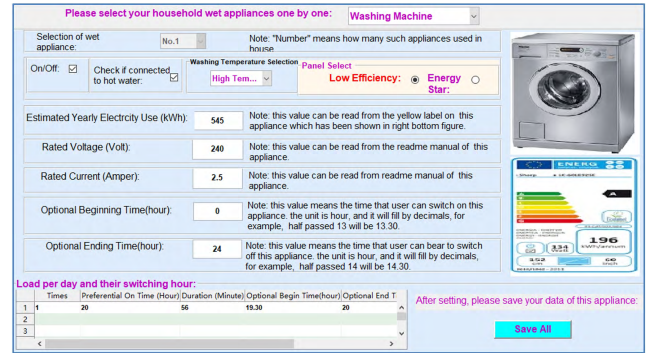 Please select your household wet appliances one by one: Washing Machine
Selection of wet
appliance:
No.1
Note: "Number" means how many such appliances used in
house
On/Off:
Check if connected
to hot water:
Washing Temperature Selection
High Tem...
Panel Select
Low Efficiency:
Energy
Star:
Estimated Yearly Electrcity Use (kWh): 545
Note: this value can be read from the yellow label on this
appliance which has been shown in right bottom figure.
Rated Voltage (Volt): 240
Note: this value can be read from the readme manual of this
appliance.
Rated Current (Amper): 2.5
Note: this value can be read from readme manual of this
appliance.
Optional Beginning Time(hour): 0
Note: this value means the time that user can switch on this
appliance. the unit is hour, and it will fill by decimals, for
example, half passed 13 will be 13.30.
Optional Ending Time(hour): 24
Note: this value means the time that user can bear to switch
off this appliance. the unit is hour, and it will fill by decimals,
for example, half passed 14 will be 14.30.
ENERG
Sharp
A
134
Watt
196
kWh/annum
152
cm
60
inch
Load per day and their switching hour:
Times Preferential On Time (Hour) Duration (Minute) Optional Begin Time(hour) Optional End T
1 1 20 56 19.30 20
2
3
After setting, please save your data of this appliance:
Save All